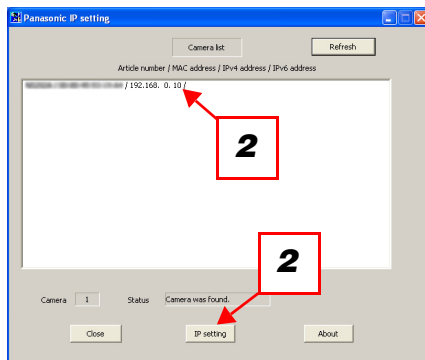 Panasonic IP setting
Camera list
Refresh
Article number / MAC address / IPv4 address / IPv6 address
/ 192.168. 0. 10 /
2
2
Camera 1 Status Camera was found.
Close IP setting About